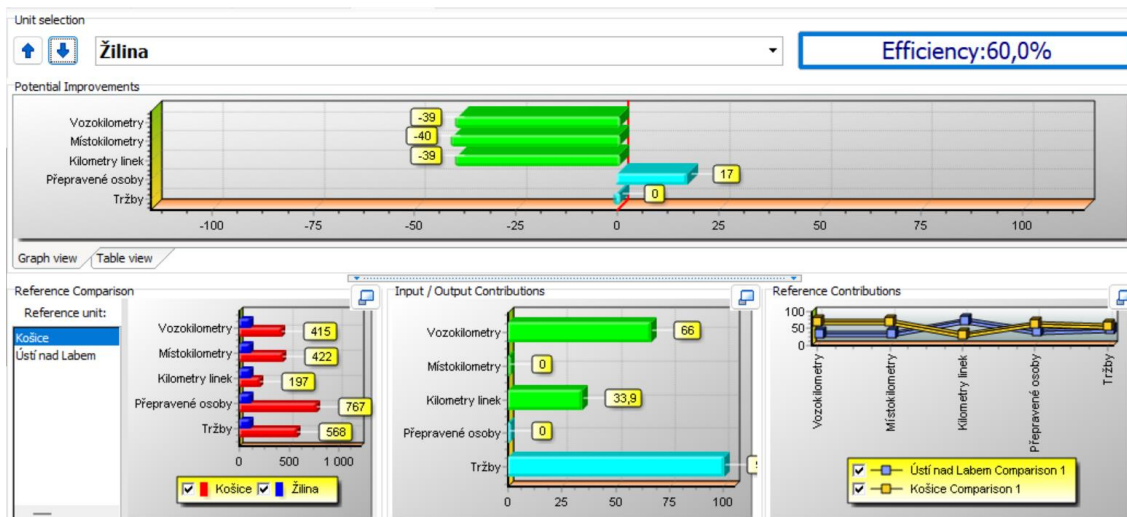 Unit selection
Žilina
Efficiency:60,0%
Potential Improvements
Vozokilometry
-39
Místokilometry
-40
Kilometry linek
-39
Přepravené osoby
17
Tržby
0
-100 -75 -50 -25 0 25 50 75 100
Graph view Table view
Reference Comparison
Reference unit:
Košice
Ústí nad Labem
Vozokilometry 415
Místokilometry 422
Kilometry linek 197
Přepravené osoby 767
Tržby 568
0 500 1 000
Košice Žilina
Input / Output Contributions
Vozokilometry 66
Místokilometry 0
Kilometry linek 33,9
Přepravené osoby 0
Tržby
0 25 50 75 100
Reference Contributions
100
50
0
Vozokilometry
Místokilometry
Kilometry linek
Přepravené osoby
Tržby
Ústí nad Labem Comparison 1
Košice Comparison 1